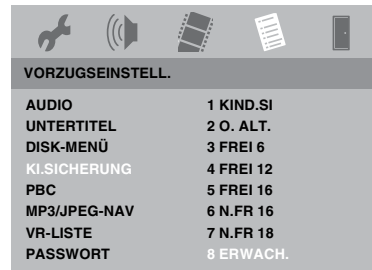 VORZUGSEINSTELL.
AUDIO 1 KIND.SI
UNTERTITEL 2 O. ALT.
DISK-MENÜ 3 FREI 6
KI.SICHERUNG 4 FREI 12
PBC 5 FREI 16
MP3/JPEG-NAV 6 N.FR 16
VR-LISTE 7 N.FR 18
PASSWORT 8 ERWACH.